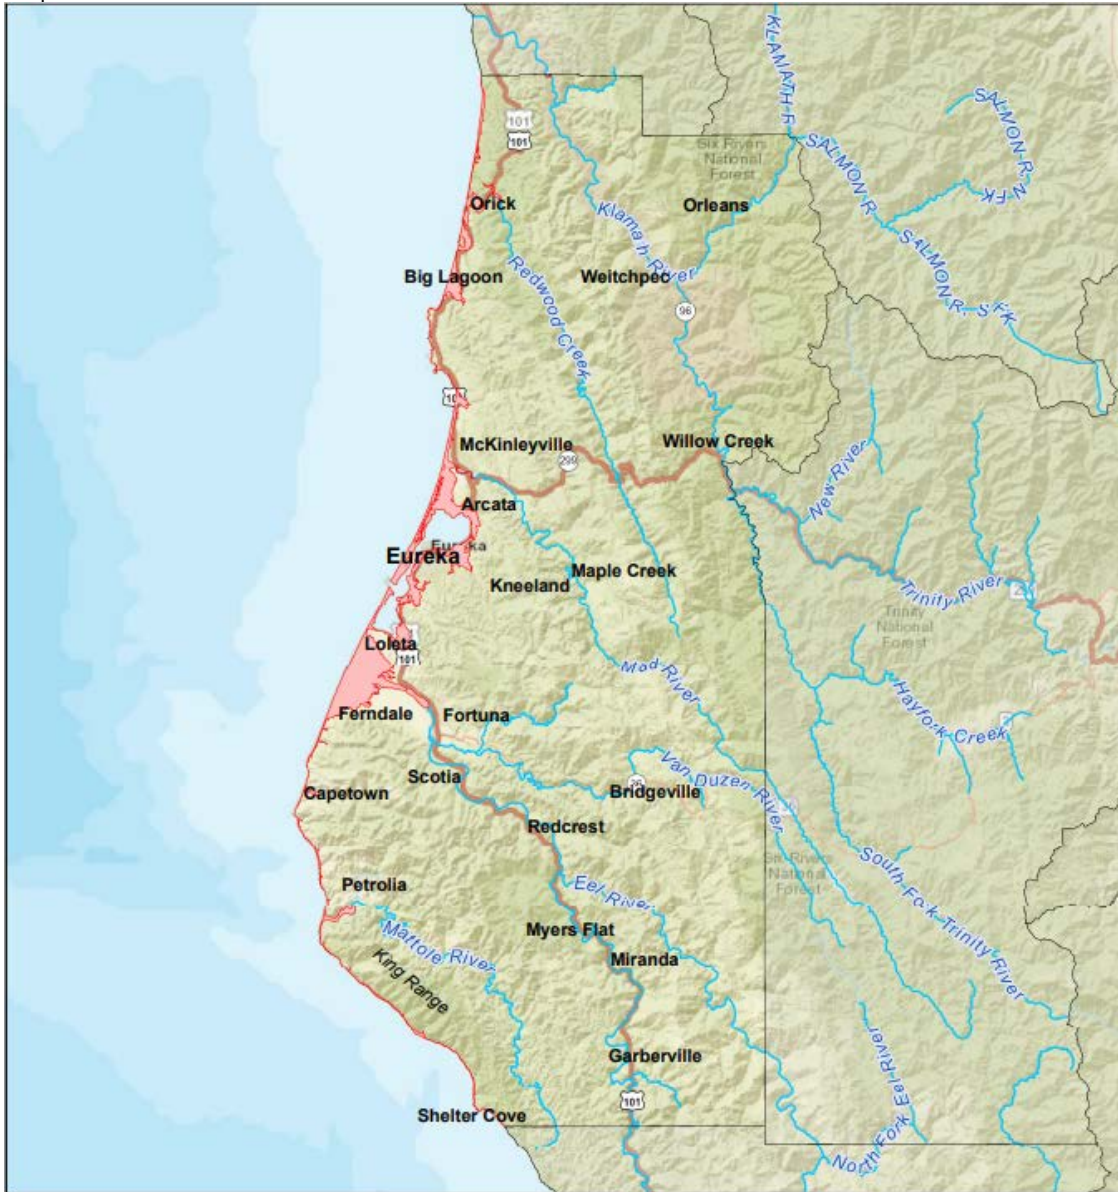 KLAMATH R.
SALMON R. N FK
101
101
Six Rivers
National
Forest
SALMON R.
Orick
Orleans
Klama h River
SALMON R. S FK
Big Lagoon
Weitchpec
Redwood Creek
96
101
McKinleyville
Willow Creek
299
New River
Arcata
Eureka
Eureka
Maple Creek
Kneeland
Trinity River
Trinity
National
Forest
Loleta
101
Mad River
Hayfork Creek
Ferndale
Fortuna
Van Duzen River
Scotia
Capetown
Bridgeville
Redcrest
Six Rivers
National
Forest
South Fork Trinity River
Petrolia
Eel River
Mattole River
Myers Flat
King Range
Miranda
Garberville
North Fork Eel River
101
Shelter Cove